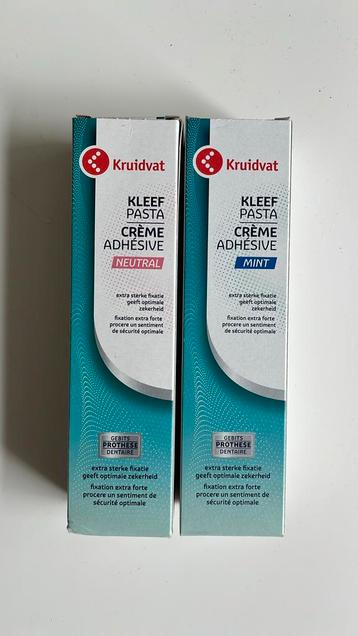 Kruidvat
KLEEF
PASTA
CRÈME
ADHÉSIVE
NEUTRAL
extra sterke fixatie
geeft optimale
zekerheid
fixation extra forte
procere un sentiment
de sécurité optimale
GEBITS
PROTHESE
DENTAIRE
extra sterke fixatie
geeft optimale zekerheid
fixation extra forte
procure un sentiment de
sécurité optimale
Kruidvat
KLEEF
PASTA
CRÈME
ADHÉSIVE
MINT
extra sterke fixatie
geeft optimale
zekerheid
fixation extra forte
procere un sentiment
de sécurité optimale
GEBITS
PROTHESE
DENTAIRE
extra sterke fixatie
geeft optimale zekerheid
fixation extra forte
procure un sentiment de
sécurité optimale